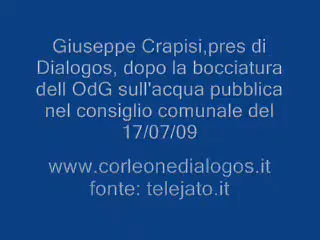 Giuseppe Crapisi,pres di
Dialogos, dopo la bocciatura
dell OdG sull'acqua pubblica
nel consiglio comunale del
17/07/09
www.corleonedialogos.it
fonte: telejato.it